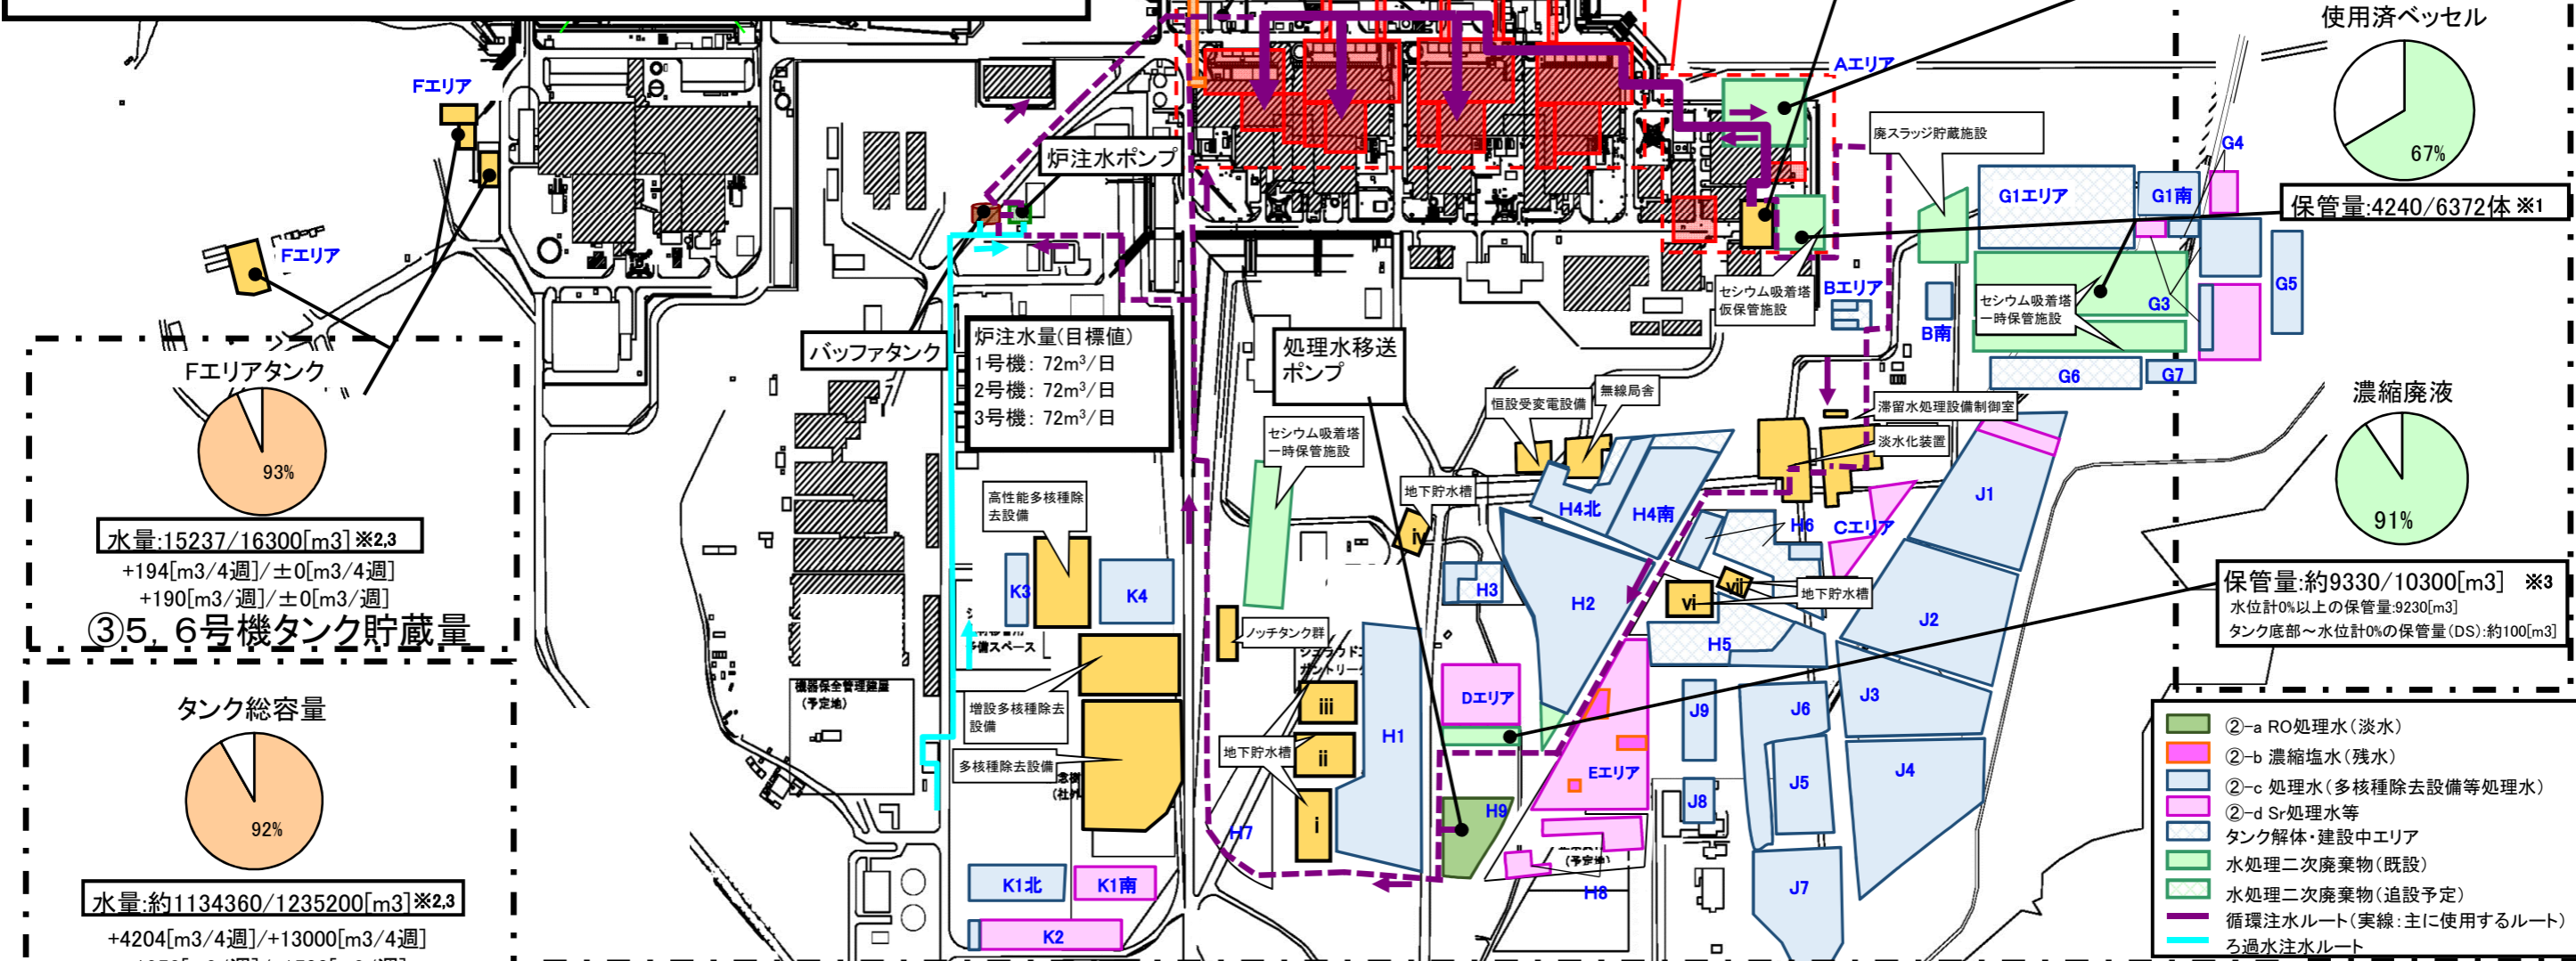 使用済ベッセル
67%
保管量:4240/6372体 ※1
Fエリア
Fエリア
Aエリア
廃スラッジ貯蔵施設
G4
G1エリア
G1南
炉注水ポンプ
セシウム吸着塔
仮保管施設
Bエリア
B南
セシウム吸着塔
一時保管施設
G3
G5
G6
G7
バッファタンク
炉注水量(目標値)
1号機: 72m³/日
2号機: 72m³/日
3号機: 72m³/日
処理水移送
ポンプ
Fエリアタンク
93%
水量:15237/16300[m3]※2,3
+194[m3/4週]/±0[m3/4週]
+190[m3/週]/±0[m3/週]
③5, 6号機タンク貯蔵量
恒設受変電設備
無線局舎
滞留水処理設備制御室
淡水化装置
濃縮廃液
91%
保管量:約9330/10300[m3] ※3
水位計0%以上の保管量:9230[m3]
タンク底部～水位計0%の保管量(DS):約100[m3]
セシウム吸着塔
一時保管施設
高性能多核種除
去設備
地下貯水槽
iv
H4北
H4南
H6
Cエリア
J1
K3
K4
H3
H2
vi
vii
地下貯水槽
J2
ノッチタンク群
H5
予備スペース
機器保全管理建屋
(予定地)
増設多核種除去
設備
多核種除去設備
iii
ii
i
地下貯水槽
H1
Dエリア
Eエリア
J9
J6
J3
J5
J4
J8
H9
H7
(予定地)
H8
J7
K1北
K1南
K2
タンク総容量
92%
水量:約1134360/1235200[m3]※2,3
+4204[m3/4週]/+13000[m3/4週]
②-a RO処理水(淡水)
②-b 濃縮塩水(残水)
②-c 処理水(多核種除去設備等処理水)
②-d Sr処理水等
タンク解体・建設中エリア
水処理二次廃棄物(既設)
水処理二次廃棄物(追設予定)
循環注水ルート(実線:主に使用するルート)
ろ過水注水ルート